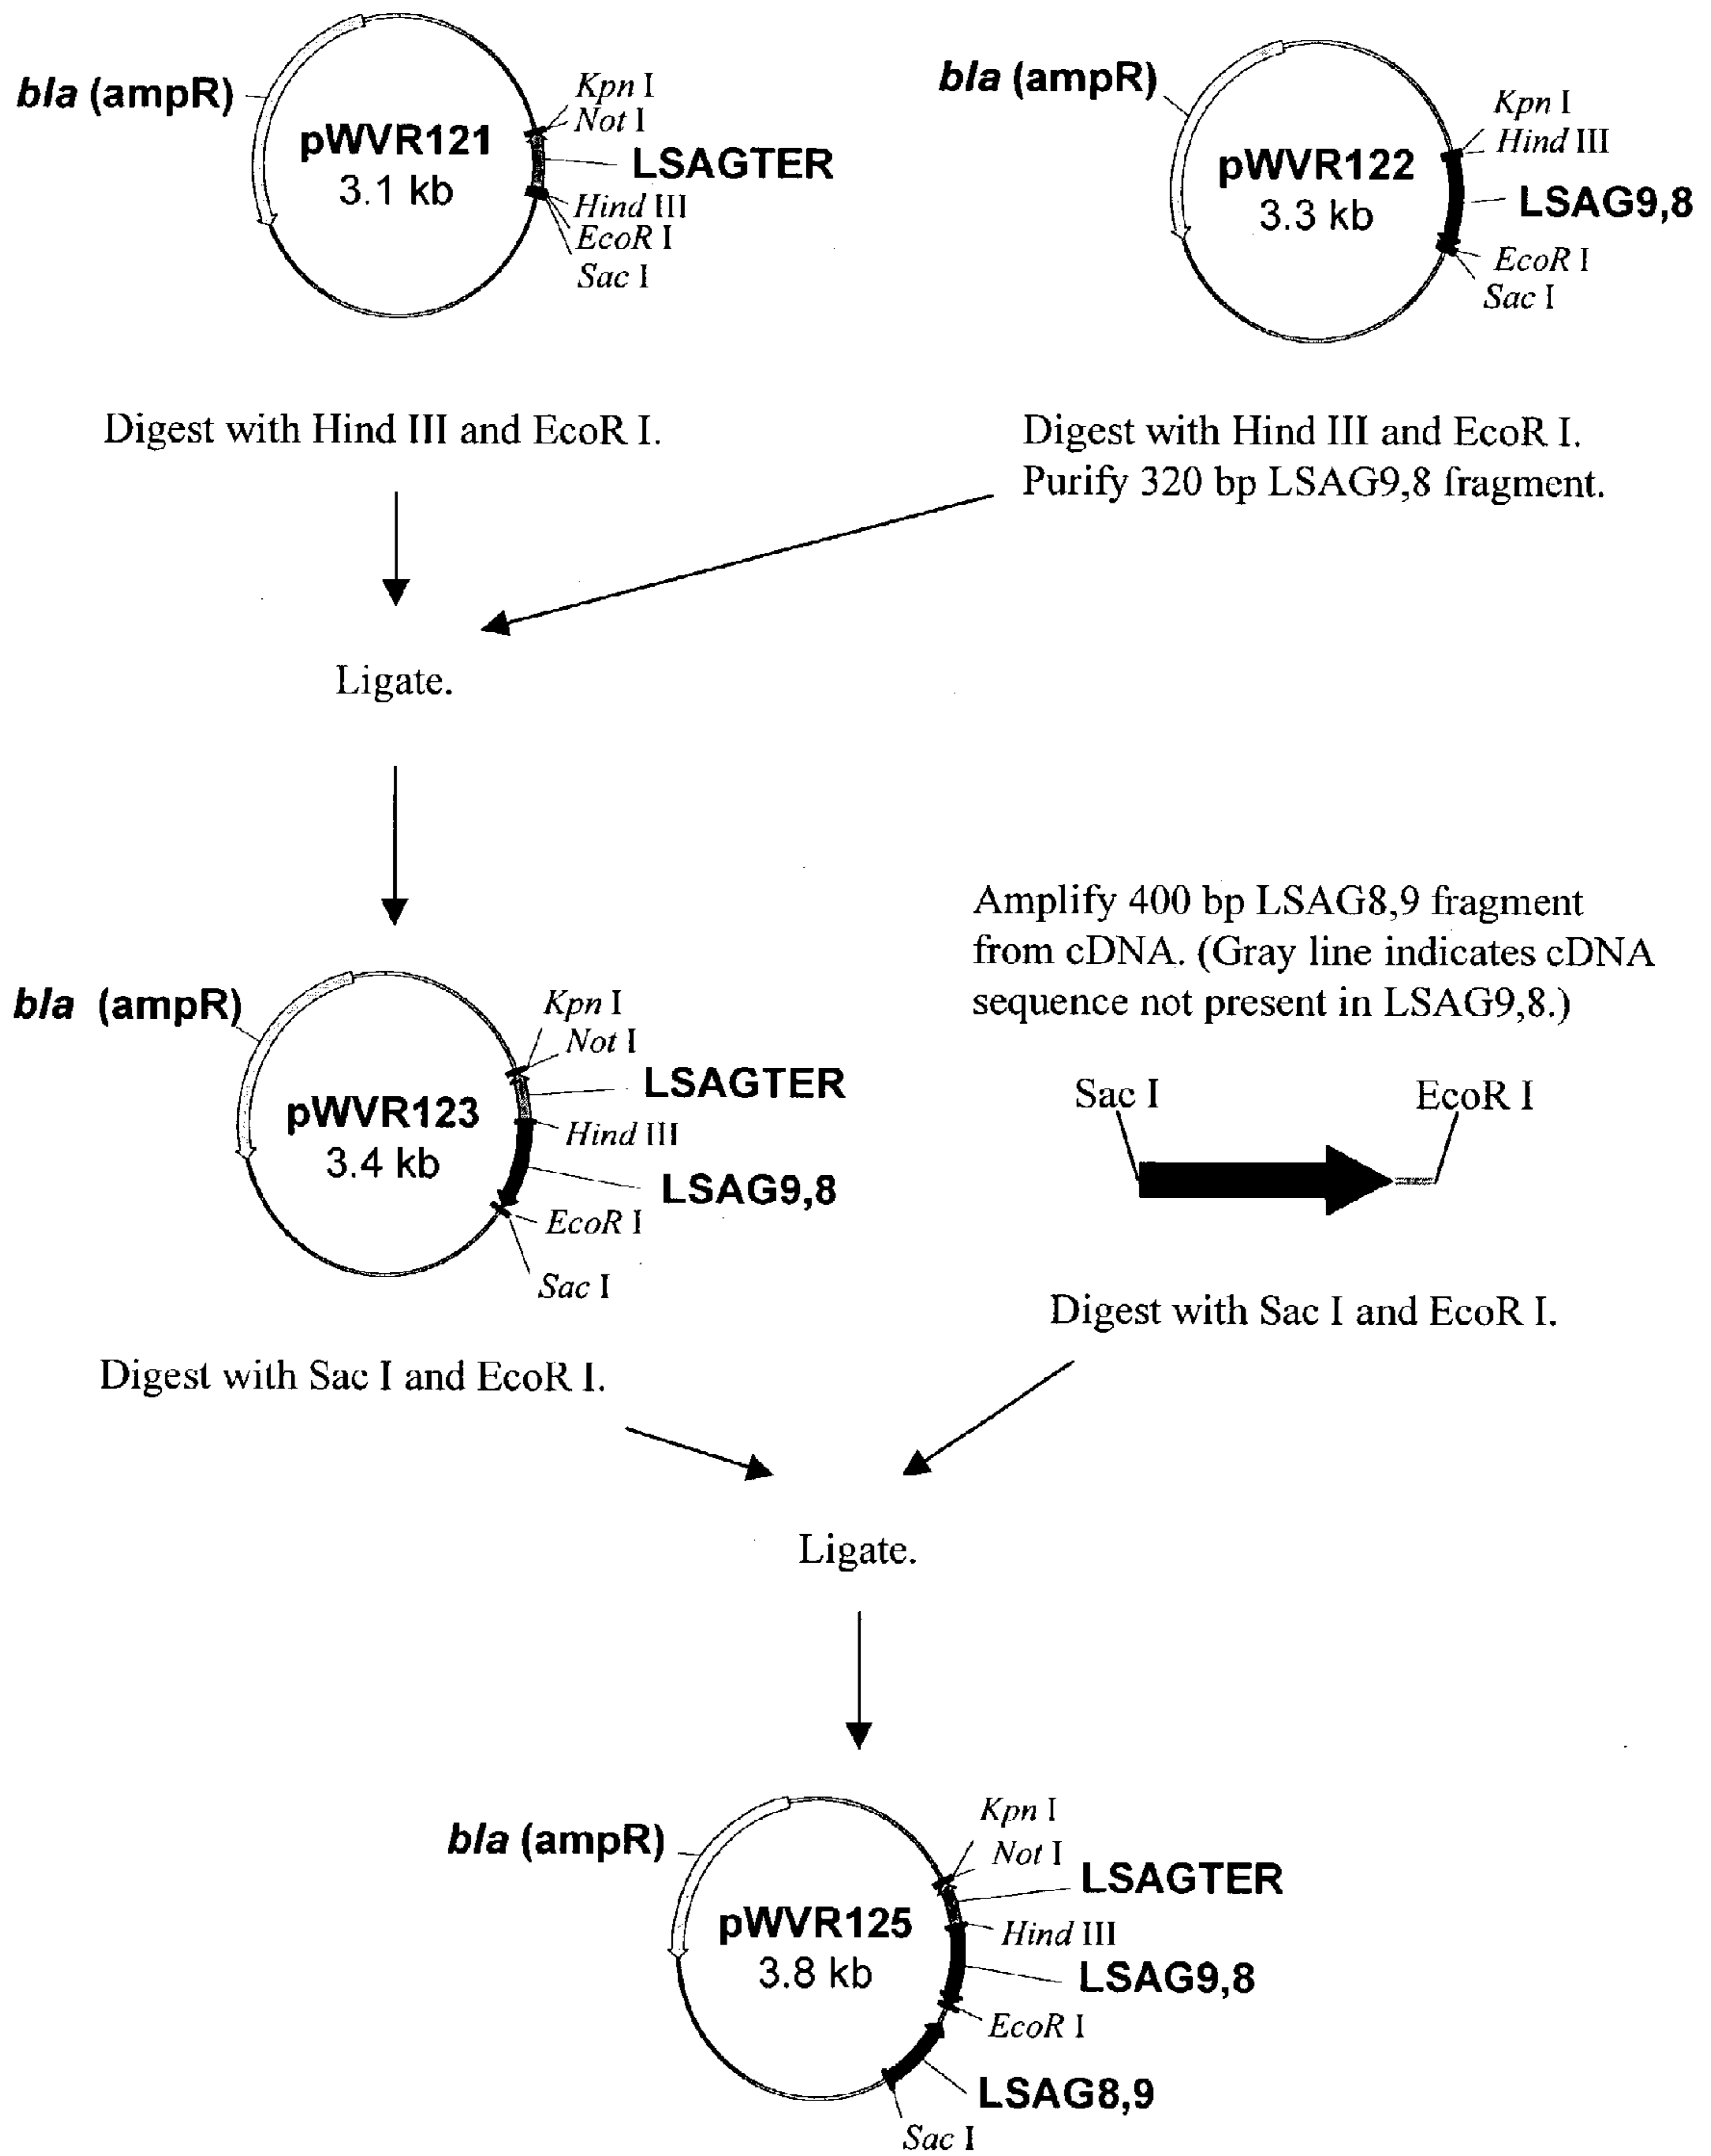 bla (ampR)
pWVR121
3.1 kb
Kpn I
Not I
LSAGTER
Hind III
EcoR I
Sac I
bla (ampR)
pWVR122
3.3 kb
Kpn I
Hind III
LSAG9,8
EcoR I
Sac I
Digest with Hind III and EcoR I.
Digest with Hind III and EcoR I.
Purify 320 bp LSAG9,8 fragment.
Ligate.
bla (ampR)
pWVR123
3.4 kb
Kpn I
Not I
LSAGTER
Hind III
LSAG9,8
EcoR I
Sac I
Amplify 400 bp LSAG8,9 fragment
from cDNA. (Gray line indicates cDNA
sequence not present in LSAG9,8.)
Sac I
EcoR I
Digest with Sac I and EcoR I.
Digest with Sac I and EcoR I.
Ligate.
bla (ampR)
pWVR125
3.8 kb
Kpn I
Not I
LSAGTER
Hind III
LSAG9,8
EcoR I
LSAG8,9
Sac I